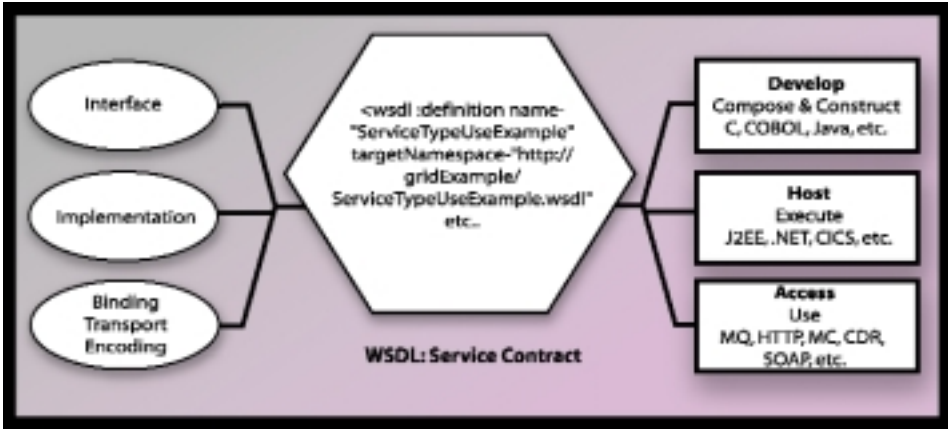 Interface
Implementation
Binding
Transport
Encoding
<wsdl :definition name-
"ServiceTypeUseExample"
targetNamespace-"http://
gridExample/
ServiceTypeUseExample.wsdl"
etc..
WSDL: Service Contract
Develop
Compose & Construct
C, COBOL, Java, etc.
Host
Execute
J2EE, .NET, CICS, etc.
Access
Use
MQ, HTTP, MC, CDR,
SOAP, etc.